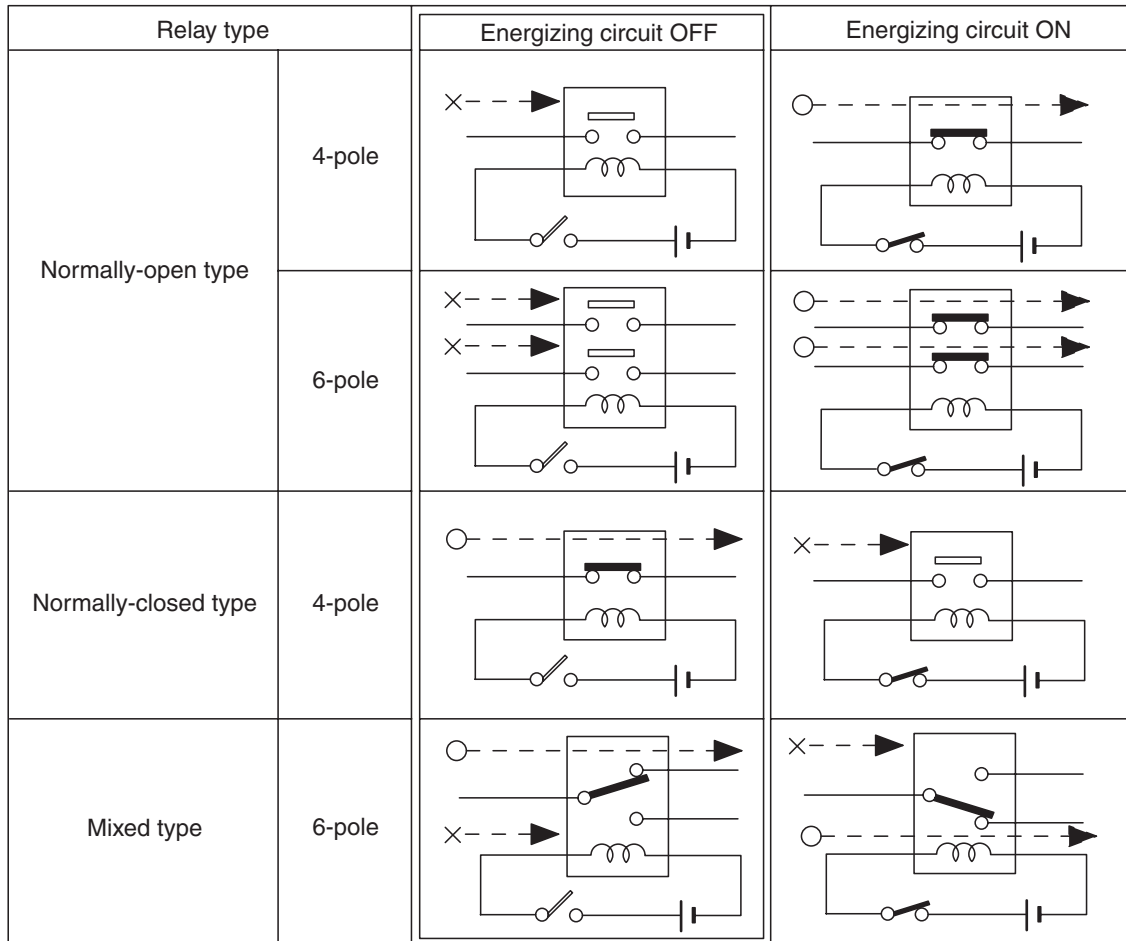 Relay type
Energizing circuit OFF
Energizing circuit ON
Normally-open type
4-pole
6-pole
Normally-closed type
4-pole
Mixed type
6-pole